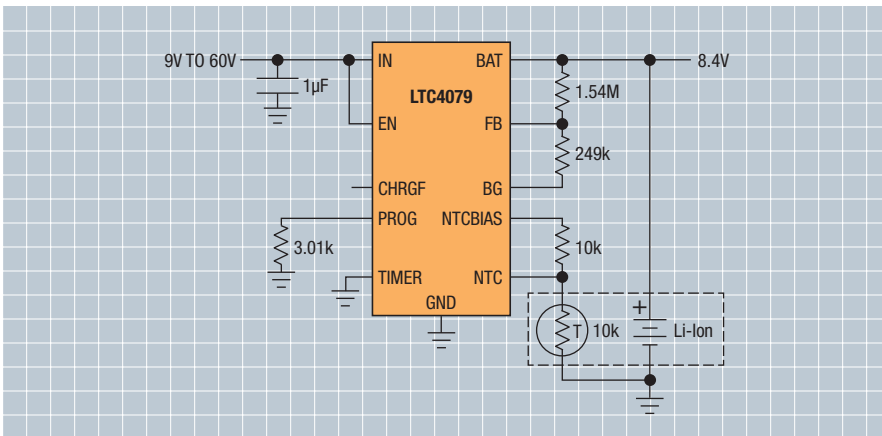 9V TO 60V
IN
BAT
8.4V
1µF
LTC4079
1.54M
EN
FB
249k
CHRGF
BG
PROG
NTCBIAS
3.01k
10k
TIMER
NTC
GND
+
T
10k
Li-Ion